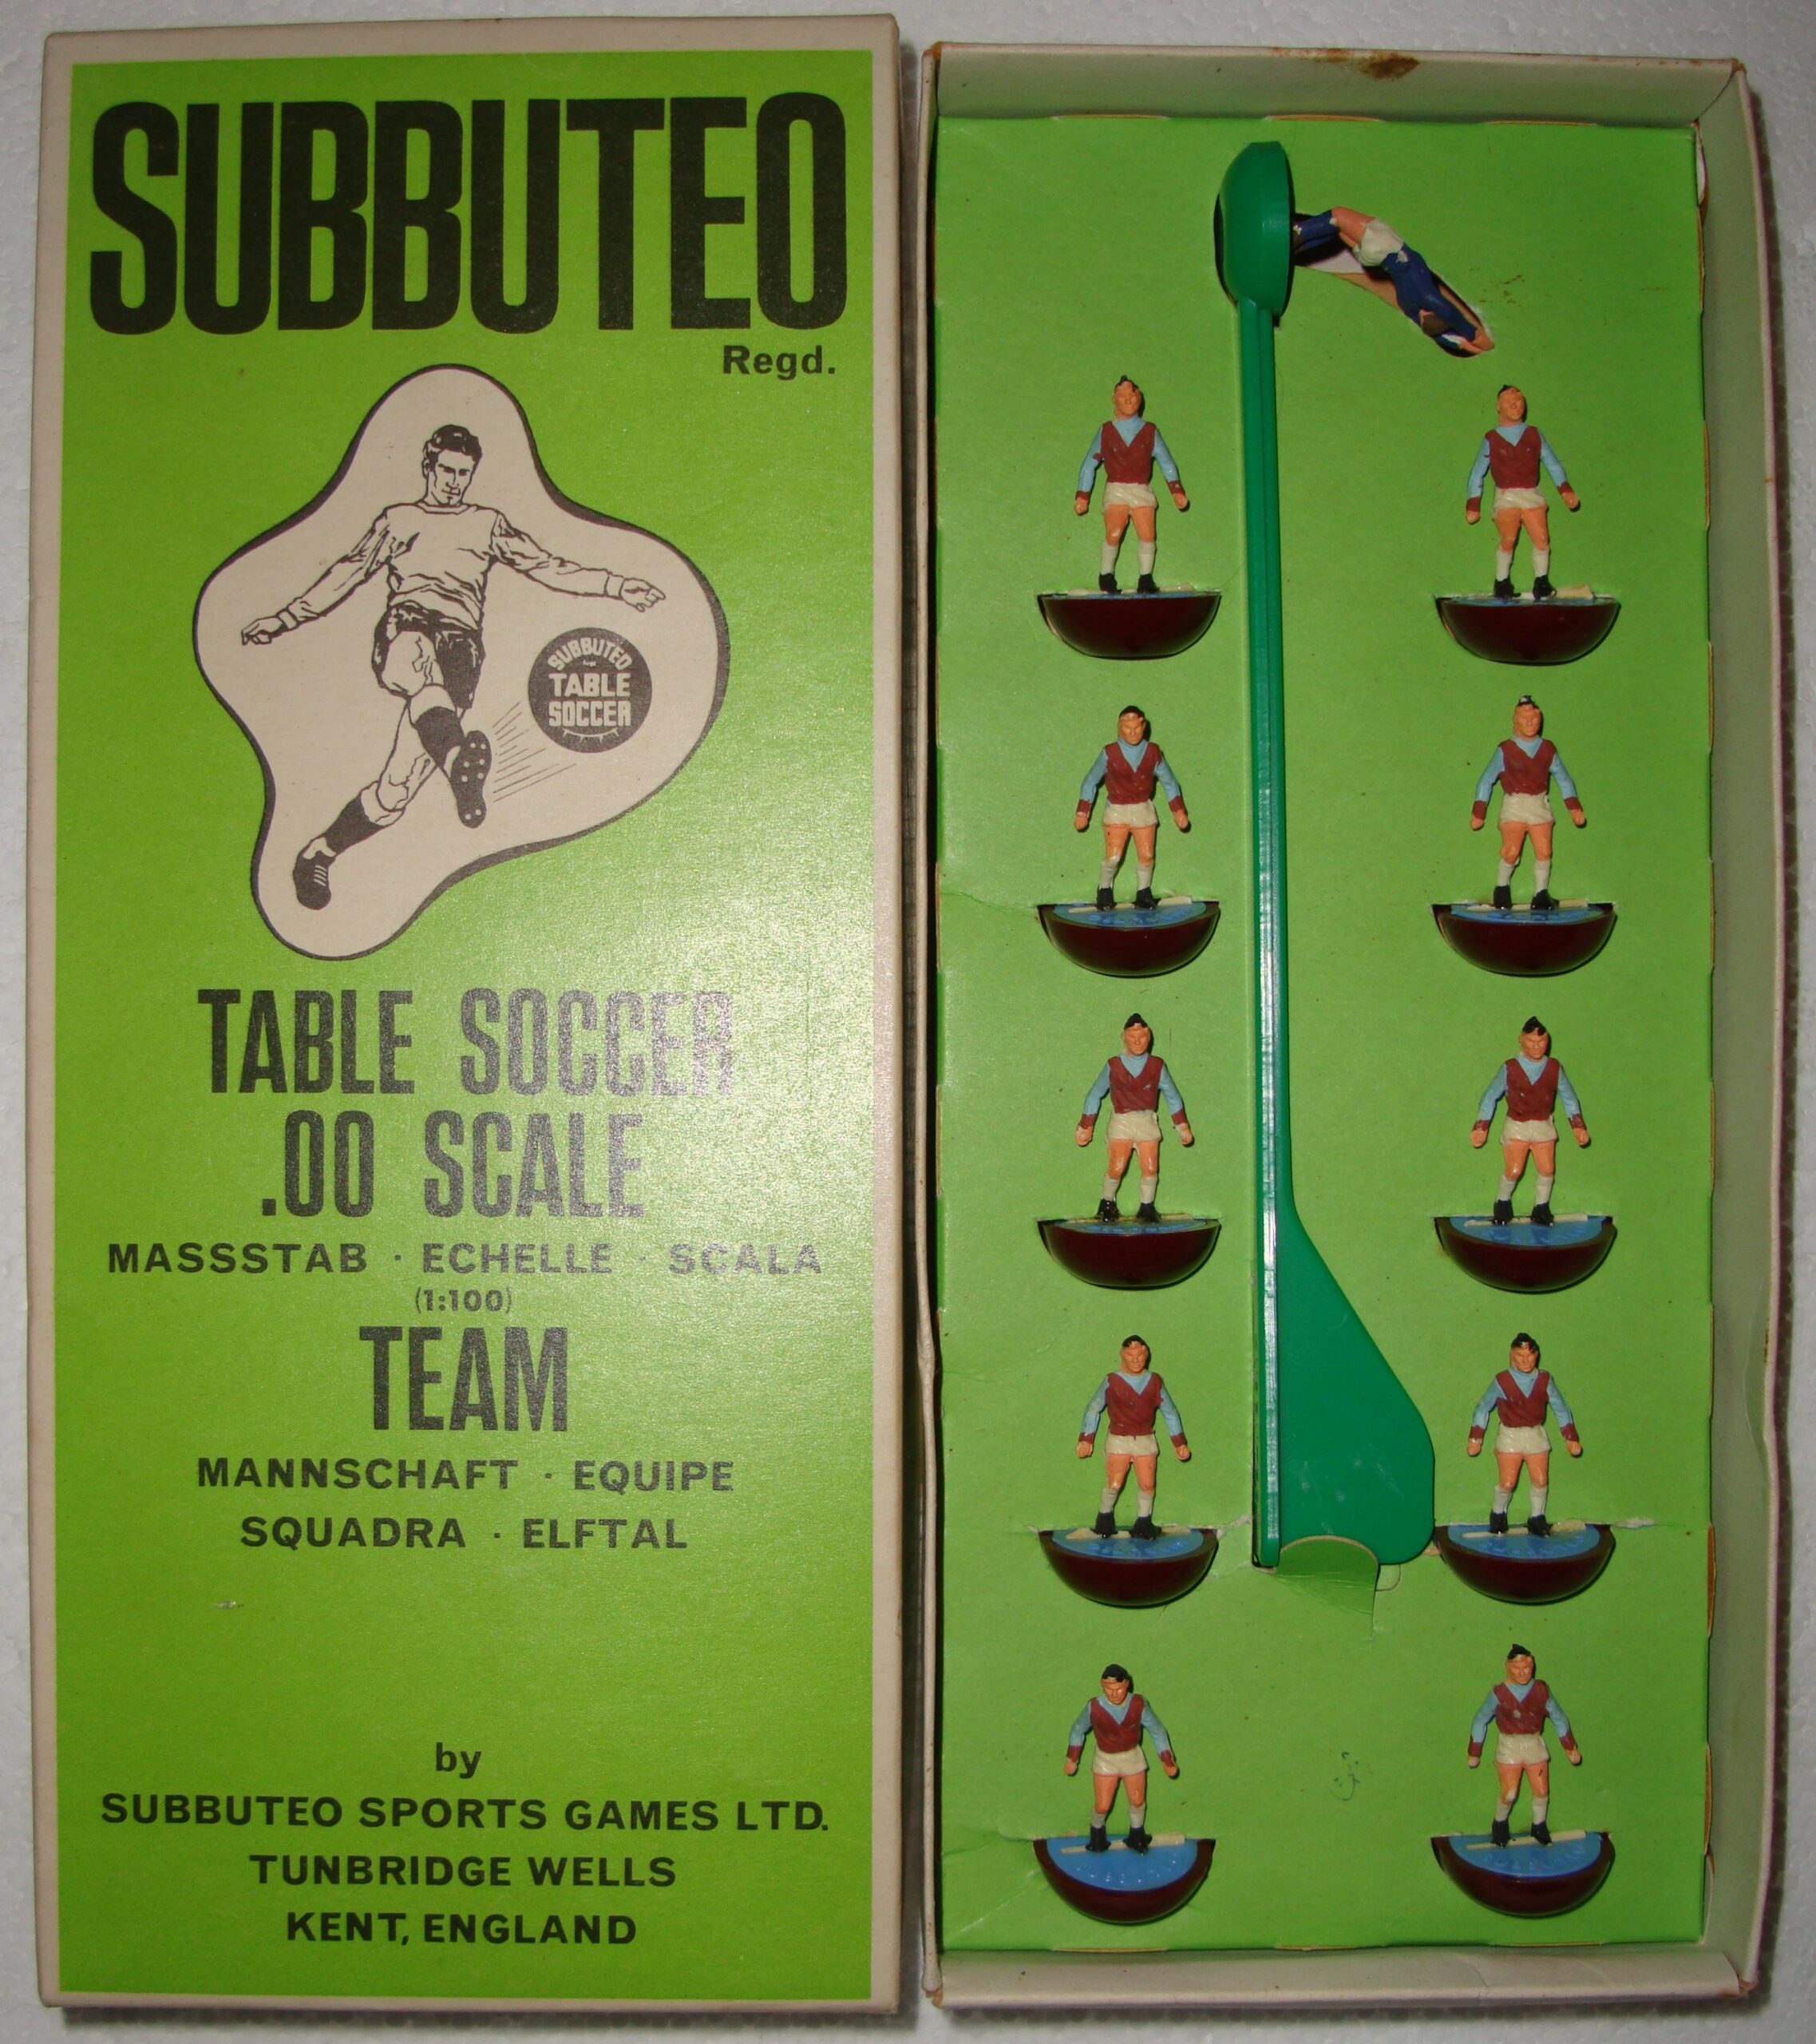 SUBBUTEO
Regd.
SUBBUTEO
TABLE
SOCCER
TABLE SOCCER
.00 SCALE
MASSSTAB · ECHELLE · SCALA
(1:100)
TEAM
MANNSCHAFT · EQUIPE
SQUADRA · ELFTAL
by
SUBBUTEO SPORTS GAMES LTD.
TUNBRIDGE WELLS
KENT, ENGLAND